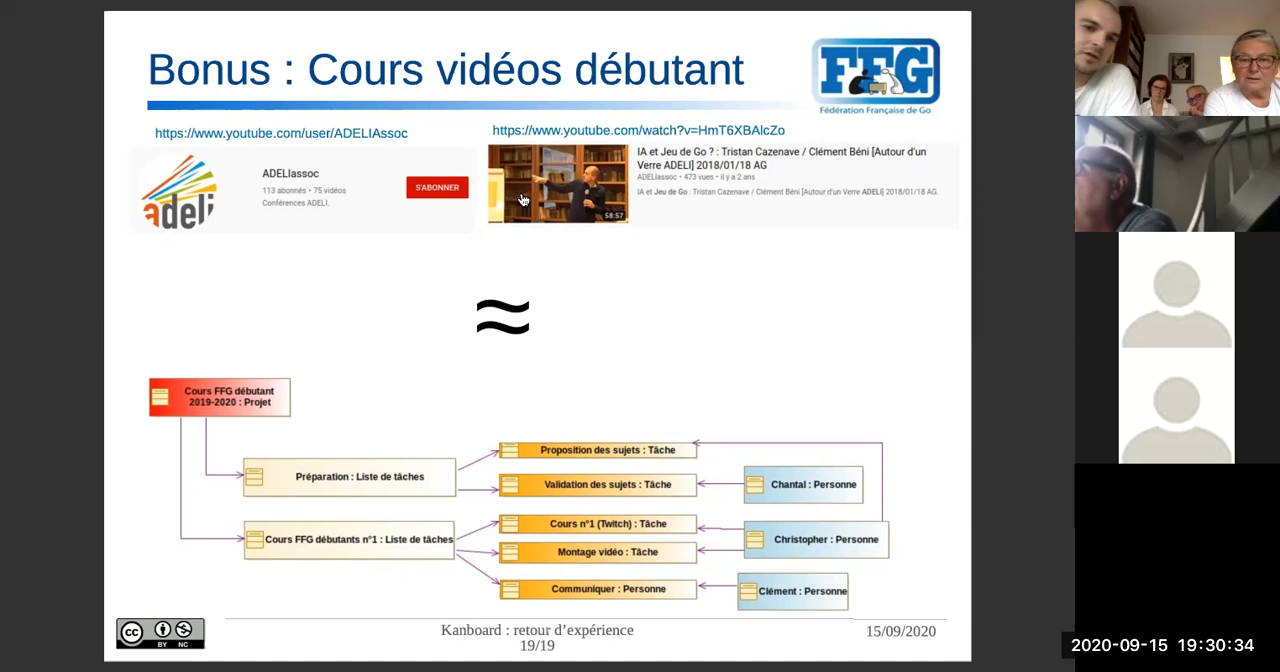 Bonus : Cours vidéos débutant
FFG
Fédération Française de Go
https://www.youtube.com/user/ADELIAssoc
https://www.youtube.com/watch?v=HmT6XBAlcZo
adeli
ADELIassoc
113 abonnés • 75 vidéos
Conférences ADELI.
S'ABONNER
58:57
IA et Jeu de Go ? : Tristan Cazenave / Clément Béni [Autour d'un
Verre ADELI] 2018/01/18 AG
ADELIassoc • 473 vues • il y a 2 ans
IA et Jeu de Go : Tristan Cazenave / Clément Béni [Autour d'un Verre ADELI] 2018/01/18 AG.
≈
Cours FFG débutant
2019-2020 : Projet
Préparation : Liste de tâches
Cours FFG débutants n°1 : Liste de tâches
Proposition des sujets : Tâche
Validation des sujets : Tâche
Cours n°1 (Twitch) : Tâche
Montage vidéo : Tâche
Communiquer : Personne
Chantal : Personne
Christopher : Personne
Clément : Personne
cc
BY NC
Kanboard : retour d’expérience
19/19
15/09/2020
2020-09-15 19:30:34